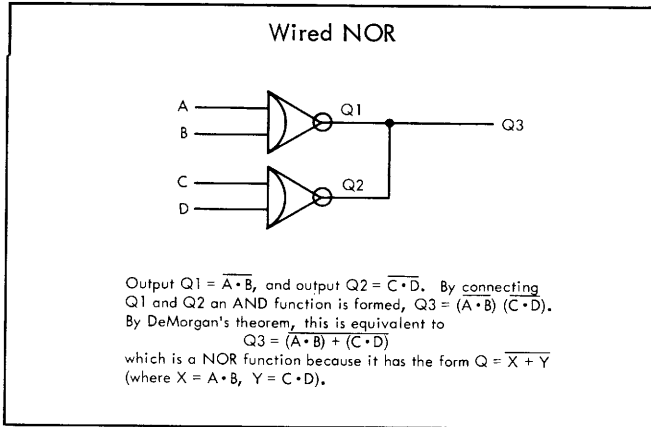 Wired NOR
A
B
Q1
Q3
C
D
Q2
Output Q1 = A̅ ̅•̅ ̅B̅, and output Q2 = C̅ ̅•̅ ̅D̅. By connecting
Q1 and Q2 an AND function is formed, Q3 = (A̅ ̅•̅ ̅B̅) (C̅ ̅•̅ ̅D̅).
By DeMorgan's theorem, this is equivalent to
Q3 = (̅A̅ ̅•̅ ̅B̅)̅ ̅+̅ ̅(̅C̅ ̅•̅ ̅D̅)̅
which is a NOR function because it has the form Q = X̅ ̅+̅ ̅Y̅
(where X = A • B, Y = C • D).